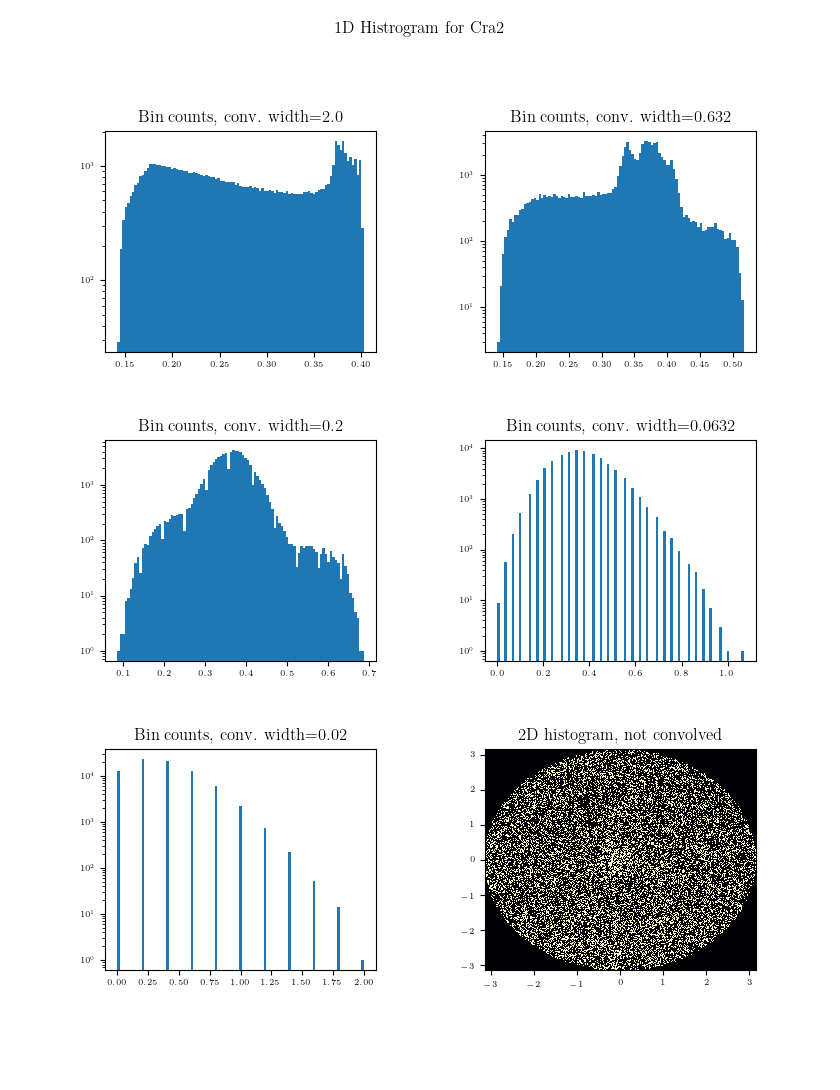 1D Histrogram for Cra2
Bin counts, conv. width=2.0
10³
10²
0.15 0.20 0.25 0.30 0.35 0.40
Bin counts, conv. width=0.632
10³
10²
10¹
0.15 0.20 0.25 0.30 0.35 0.40 0.45 0.50
Bin counts, conv. width=0.2
10³
10²
10¹
10⁰
0.1 0.2 0.3 0.4 0.5 0.6 0.7
Bin counts, conv. width=0.0632
10⁴
10³
10²
10¹
10⁰
0.0 0.2 0.4 0.6 0.8 1.0
Bin counts, conv. width=0.02
10⁴
10³
10²
10¹
10⁰
0.00 0.25 0.50 0.75 1.00 1.25 1.50 1.75 2.00
2D histogram, not convolved
3
2
1
0
−1
−2
−3
−3 −2 −1 0 1 2 3